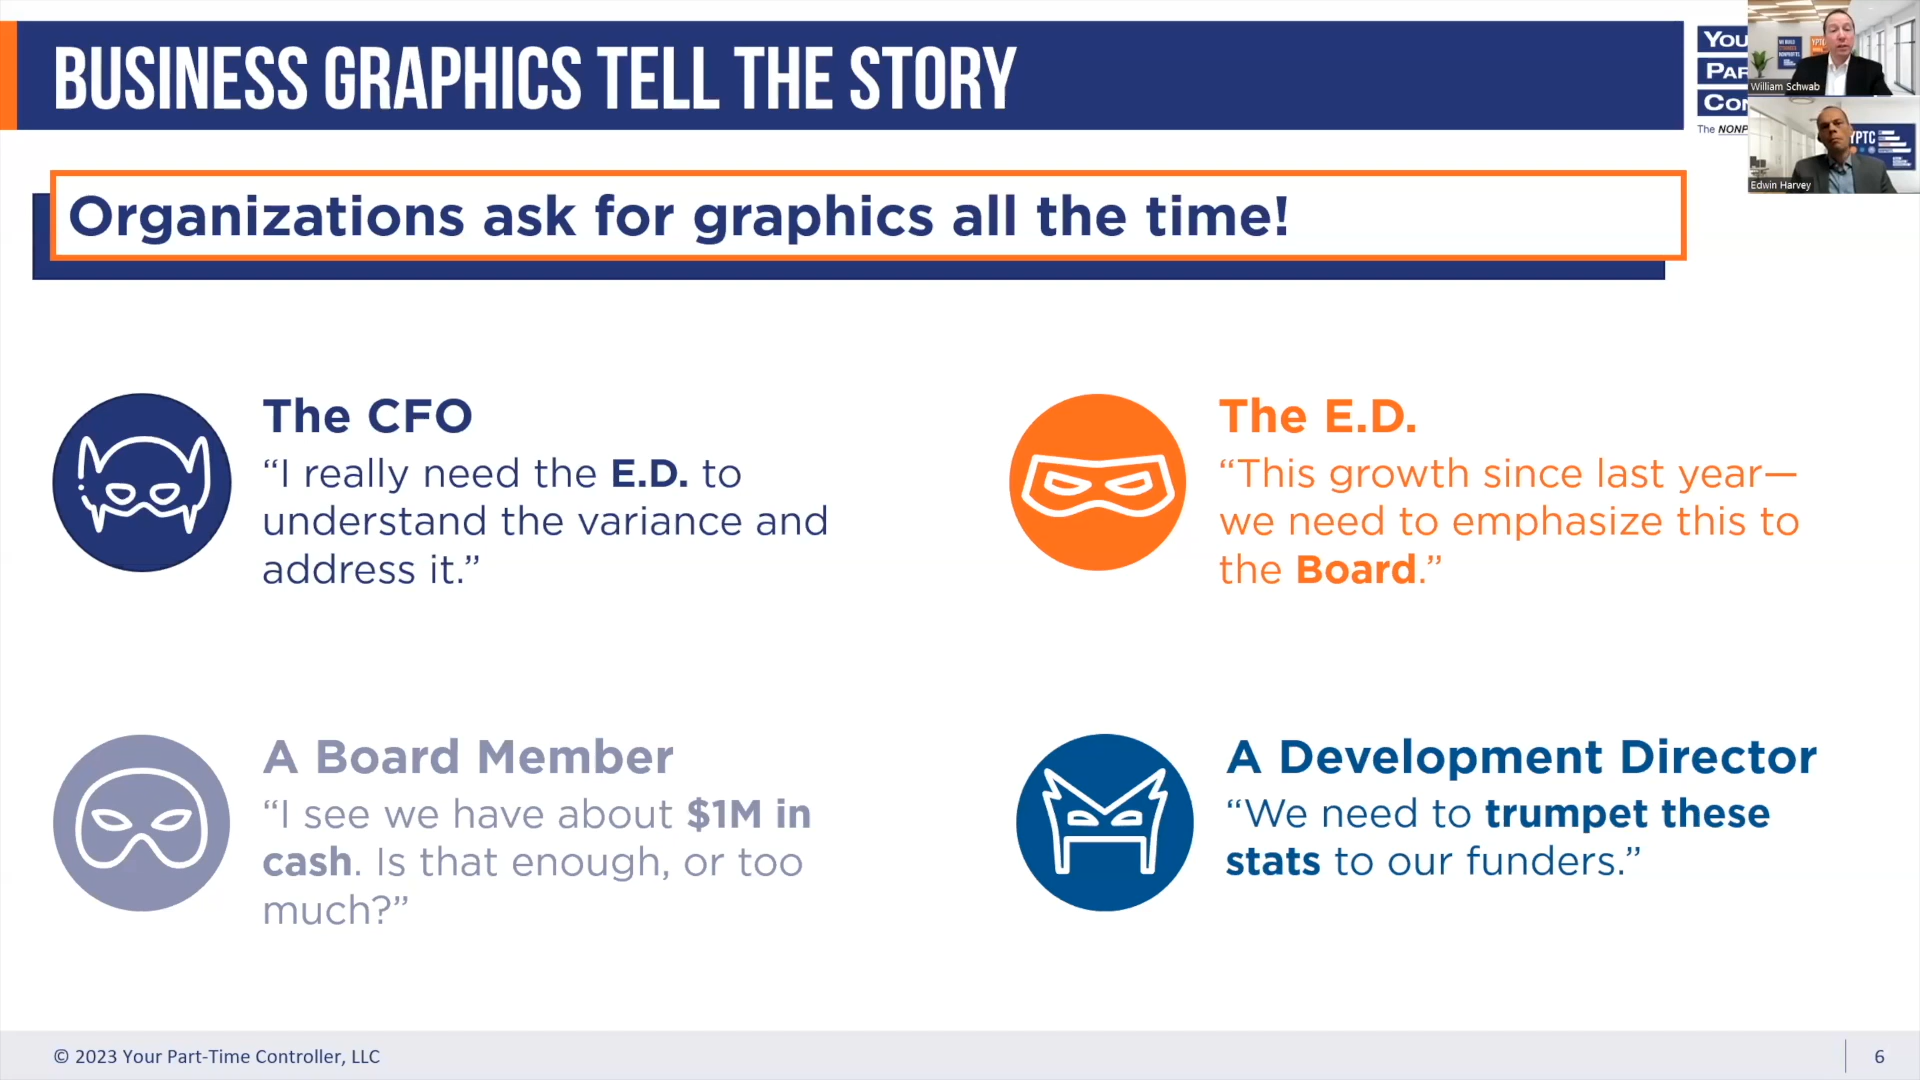 BUSINESS GRAPHICS TELL THE STORY
Organizations ask for graphics all the time!
The CFO
“I really need the E.D. to
understand the variance and
address it.”
The E.D.
“This growth since last year—
we need to emphasize this to
the Board.”
A Board Member
“I see we have about $1M in
cash. Is that enough, or too
much?”
A Development Director
“We need to trumpet these
stats to our funders.”
The NONP
William Schwab
YPTC
Edwin Harvey
© 2023 Your Part-Time Controller, LLC
6